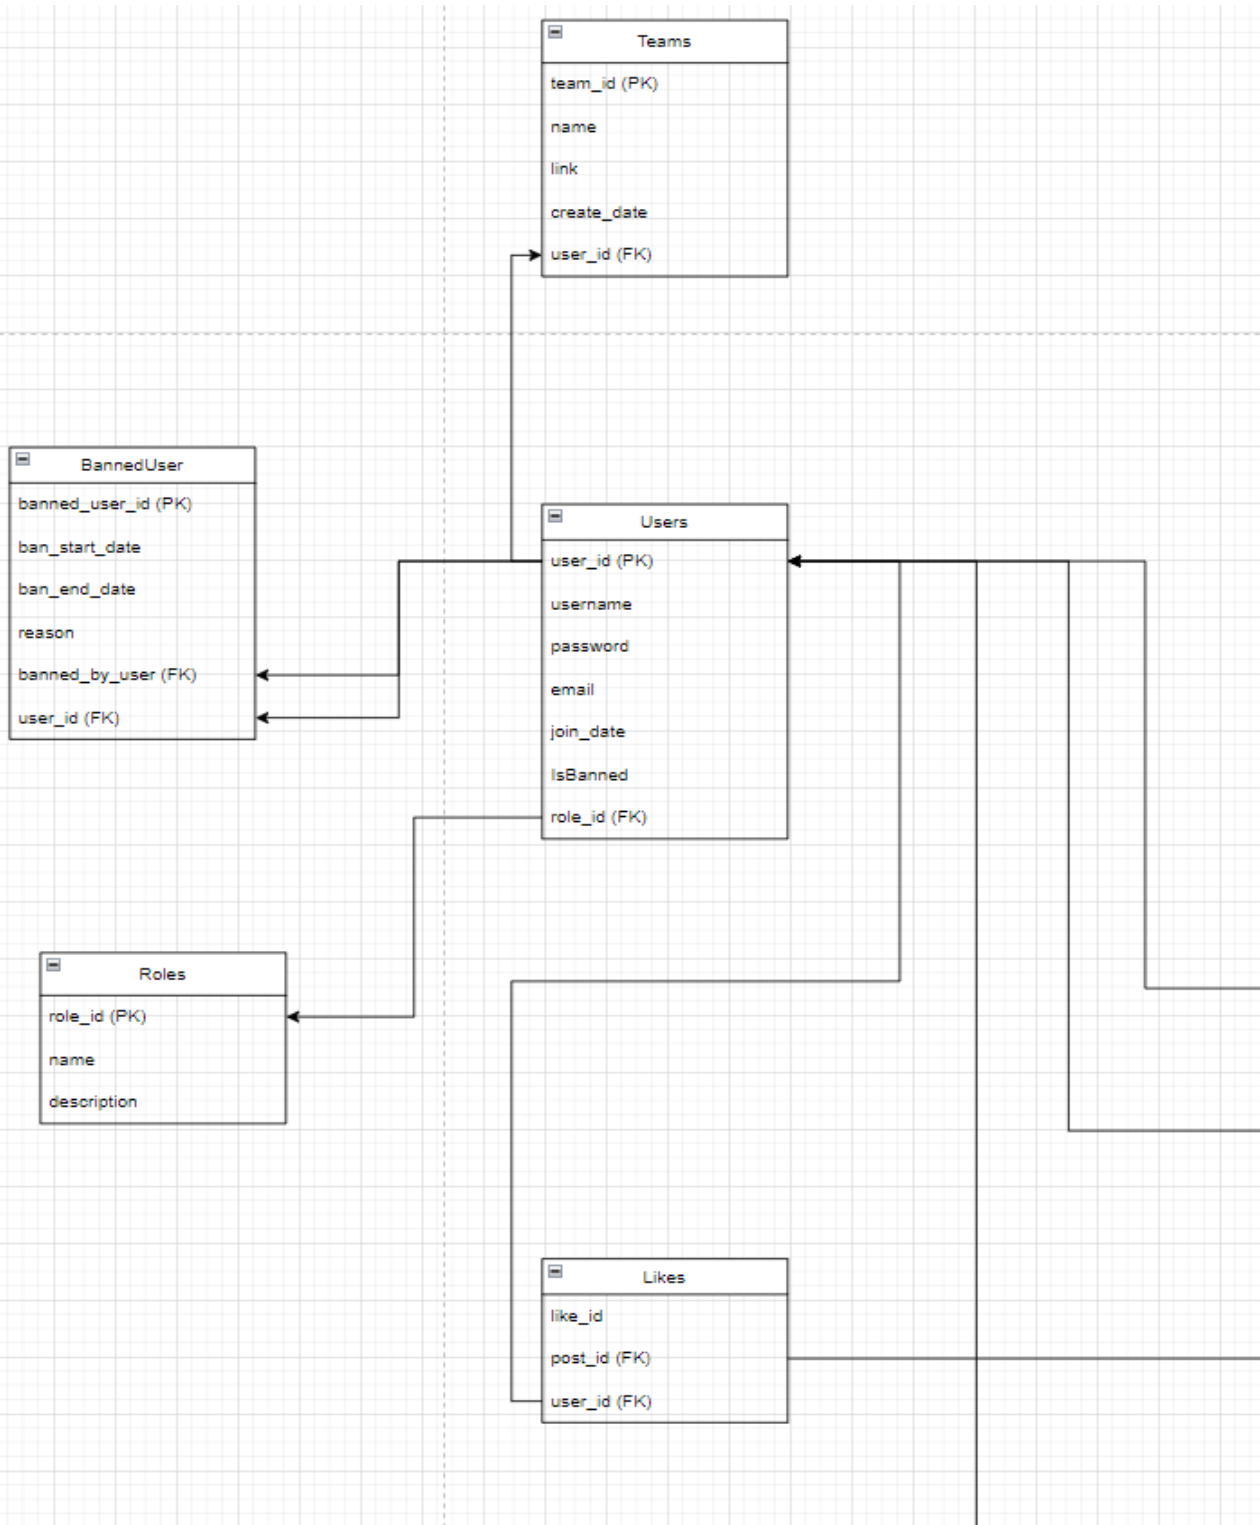 Teams
team_id (PK)
name
link
create_date
user_id (FK)
BannedUser
banned_user_id (PK)
ban_start_date
ban_end_date
reason
banned_by_user (FK)
user_id (FK)
Users
user_id (PK)
username
password
email
join_date
IsBanned
role_id (FK)
Roles
role_id (PK)
name
description
Likes
like_id
post_id (FK)
user_id (FK)